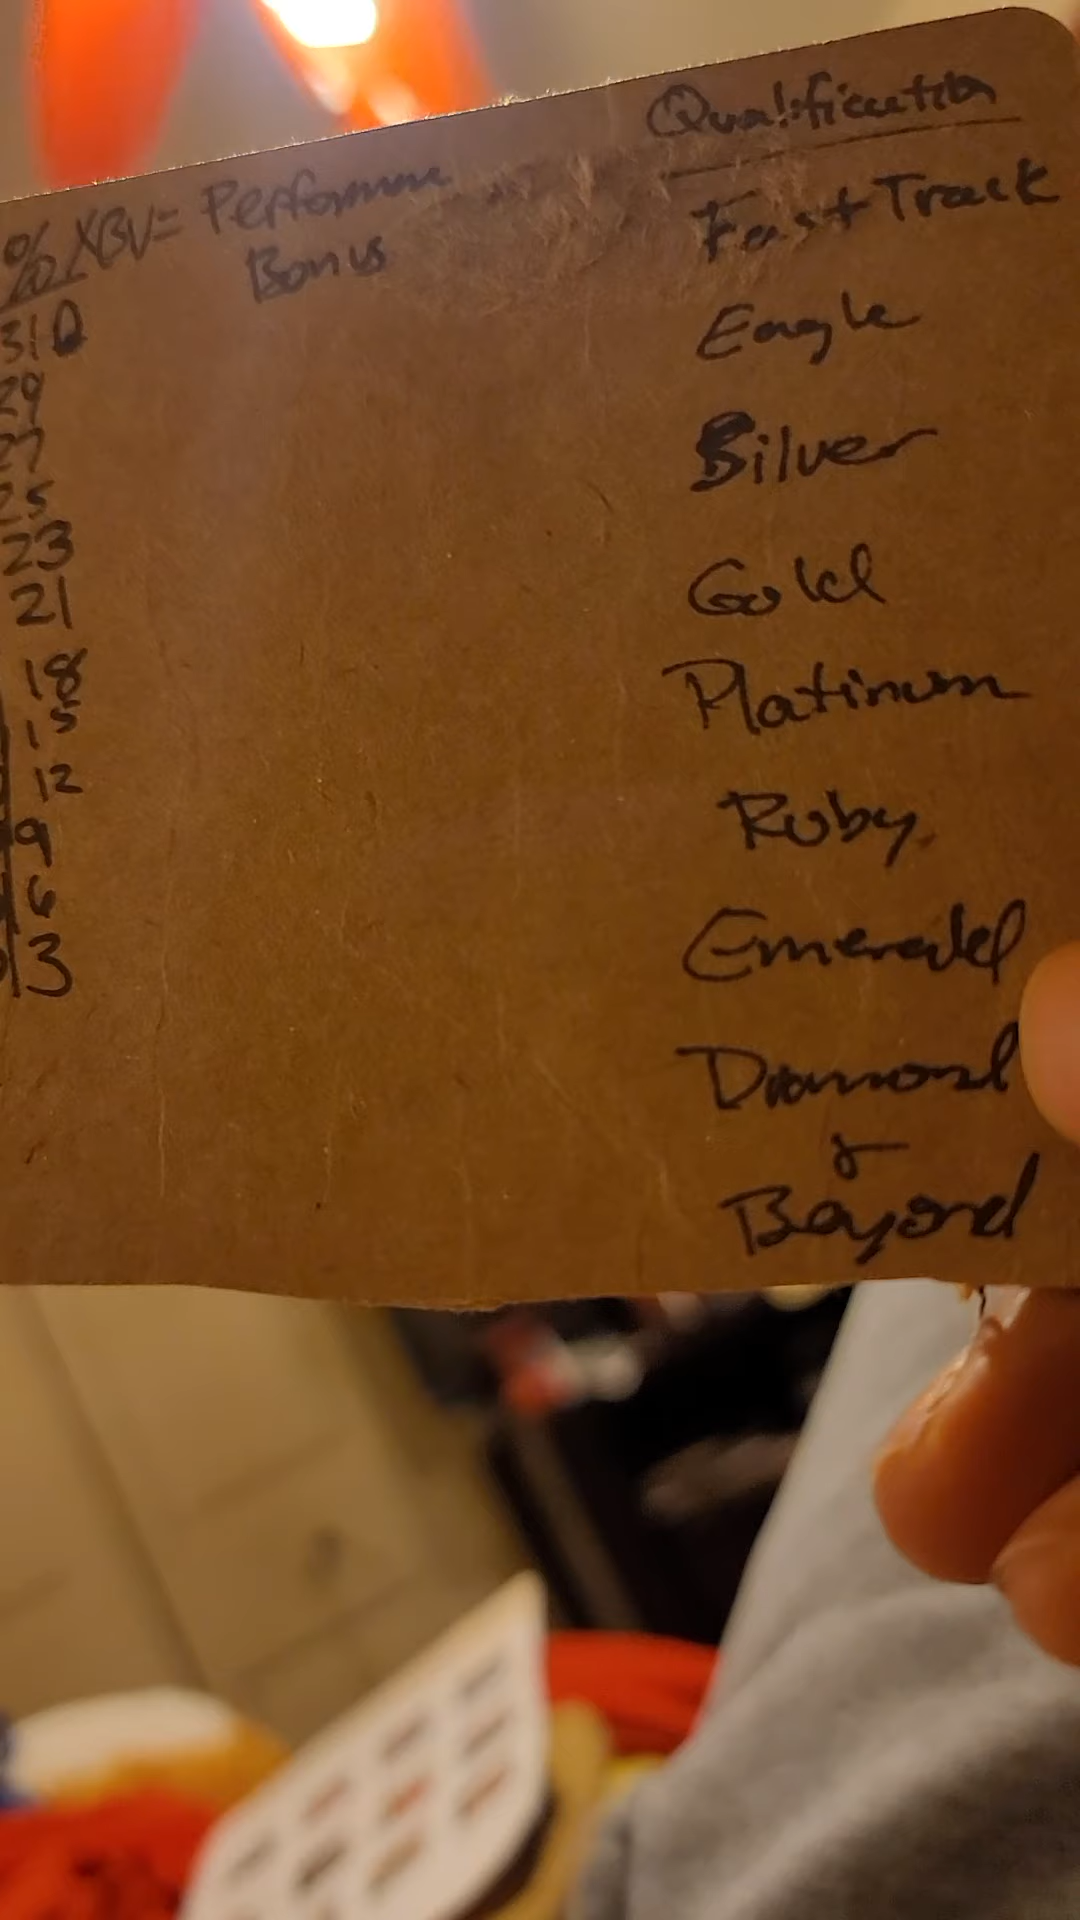 Qualification
% XBV= Performance
Bonus
Fast Track
31
29
27
25
23
21
18
15
12
9
6
3
Eagle
Silver
Gold
Platinum
Ruby
Emerald
Diamond
&
Beyond